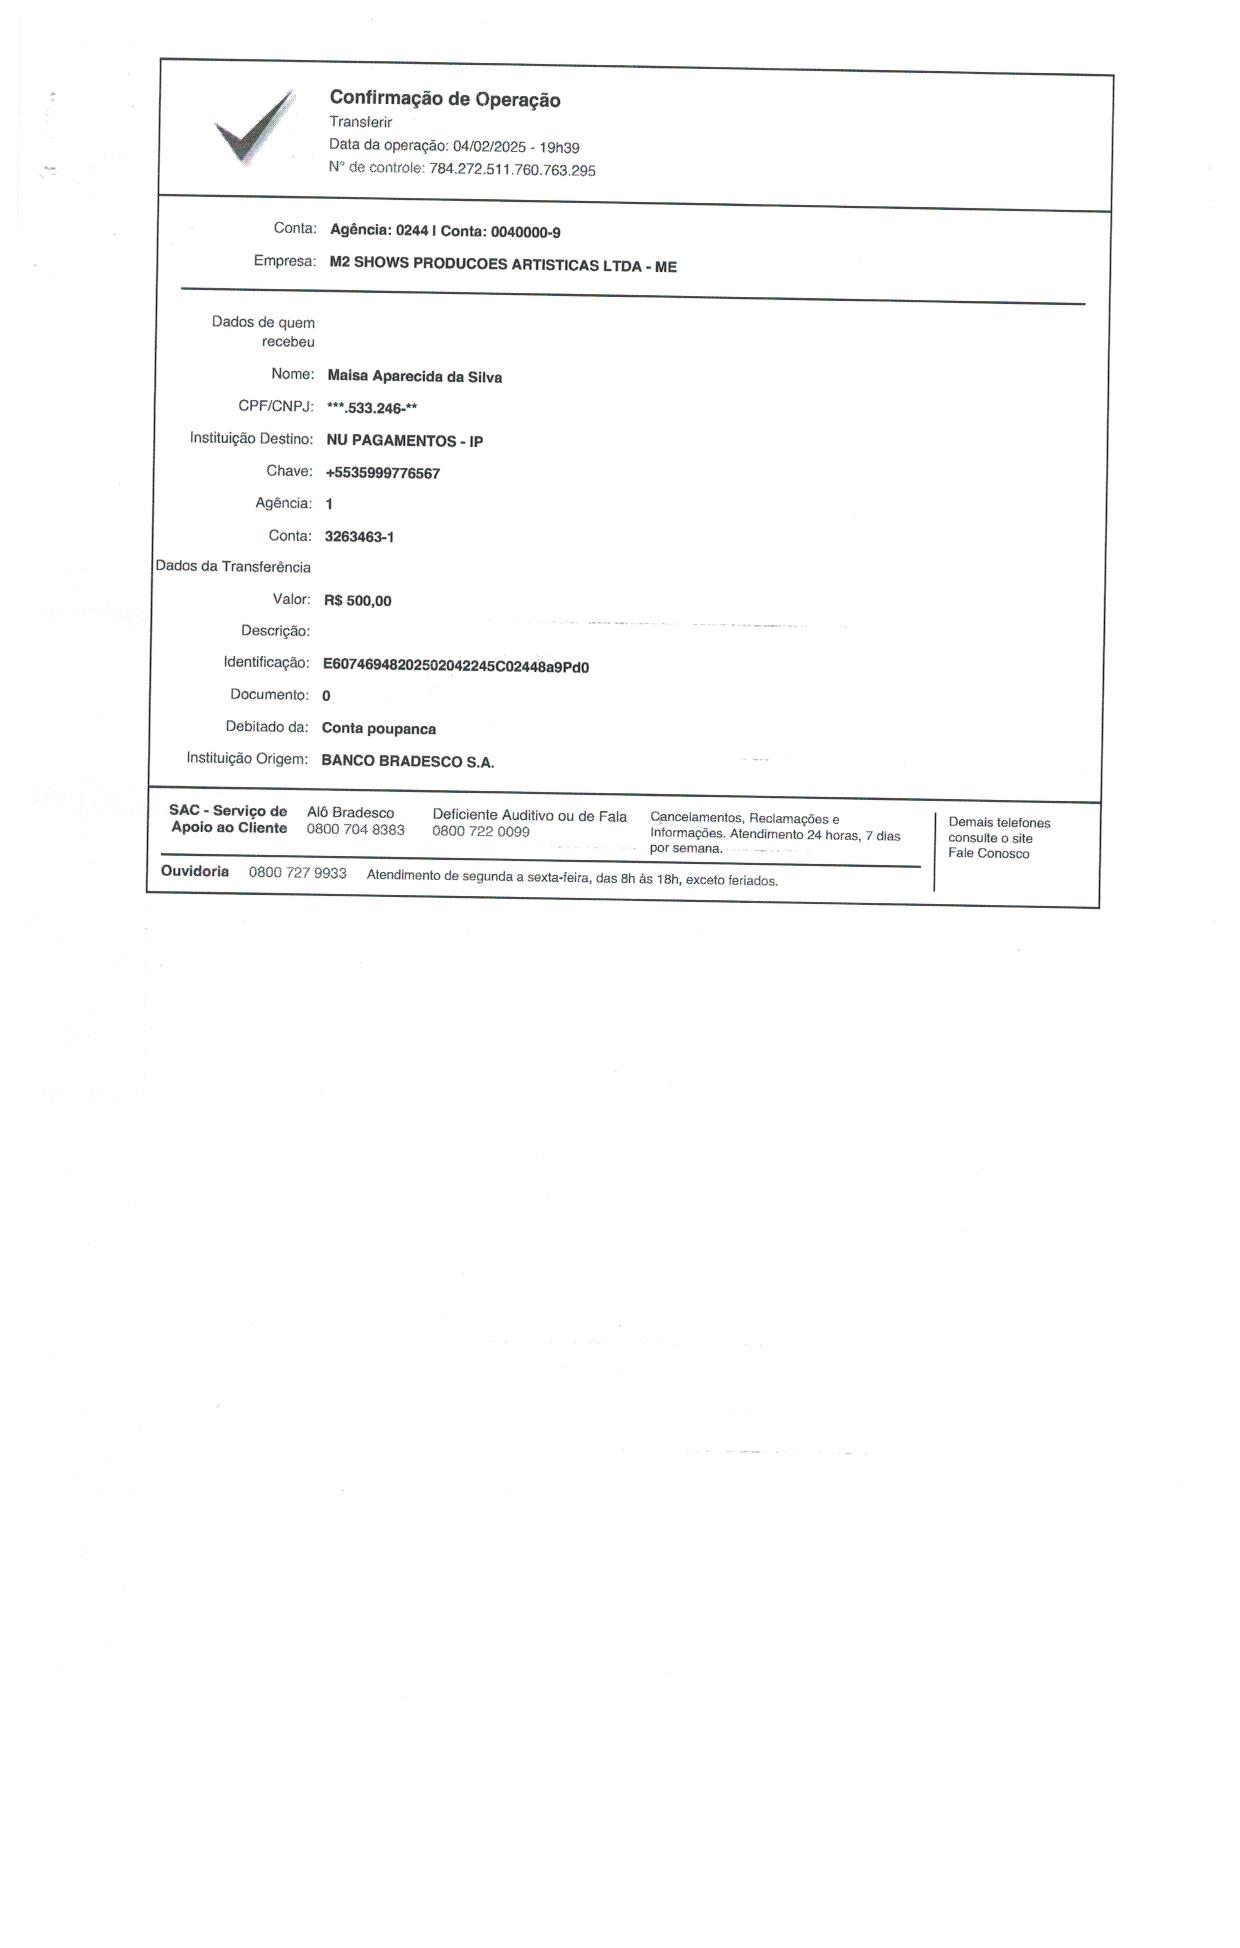 Confirmação de Operação
Transferir
Data da operação: 04/02/2025 - 19h39
N° de controle: 784.272.511.760.763.295
Conta: Agência: 0244 | Conta: 0040000-9
Empresa: M2 SHOWS PRODUCOES ARTISTICAS LTDA - ME
Dados de quem
recebeu
Nome: Maisa Aparecida da Silva
CPF/CNPJ: ***.533.246-**
Instituição Destino: NU PAGAMENTOS - IP
Chave: +5535999776567
Agência: 1
Conta: 3263463-1
Dados da Transferência
Valor: R$ 500,00
Descrição:
Identificação: E60746948202502042245C02448a9Pd0
Documento: 0
Debitado da: Conta poupanca
Instituição Origem: BANCO BRADESCO S.A.
SAC - Serviço de Apoio ao Cliente
Alô Bradesco
0800 704 8383
Deficiente Auditivo ou de Fala
0800 722 0099
Cancelamentos, Reclamações e
Informações. Atendimento 24 horas, 7 dias
por semana.
Demais telefones
consulte o site
Fale Conosco
Ouvidoria 0800 727 9933 Atendimento de segunda a sexta-feira, das 8h às 18h, exceto feriados.